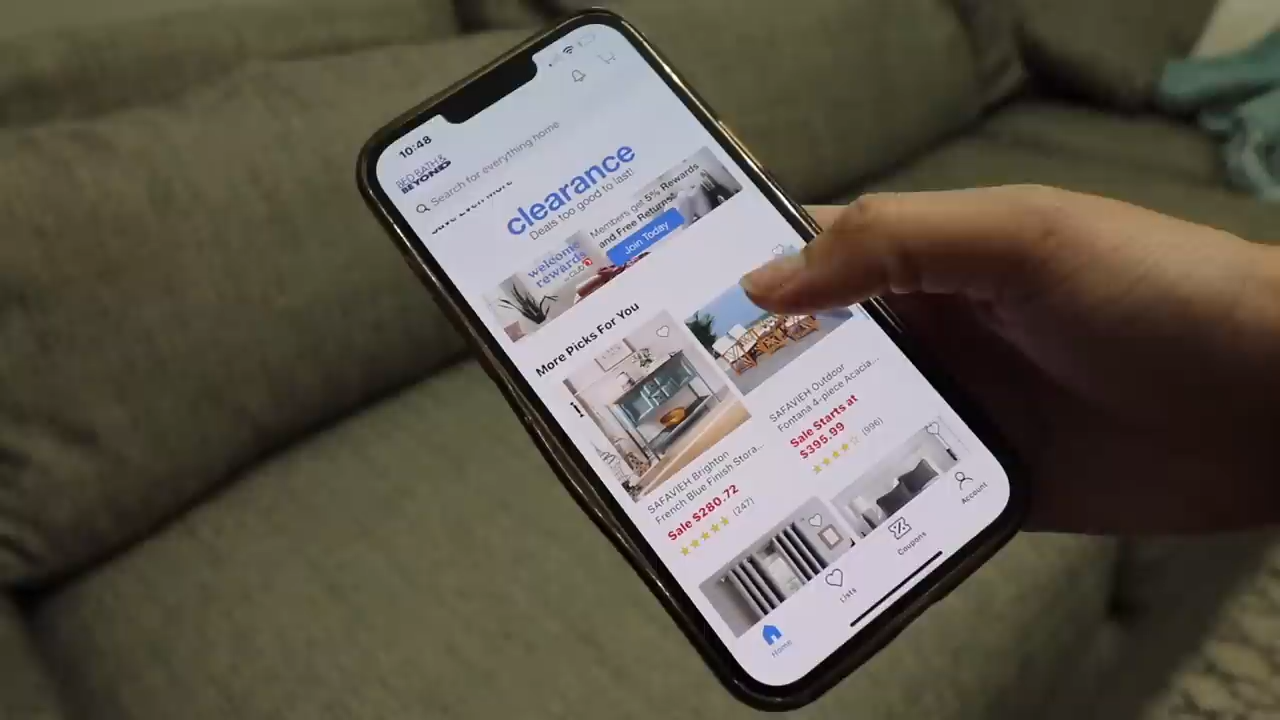 10:48
BED BATH &
BEYOND
Search for everything home
clearance
Deals too good to last!
welcome
rewards
Members get 5% Rewards
and Free Returns
Join Today
More Picks For You
SAFAVIEH Brighton
French Blue Finish Stora...
Sale $280.72
(247)
SAFAVIEH Outdoor
Fontana 4-piece Acacia...
Sale Starts at
$395.99
(996)
Home
Lists
Coupons
Account